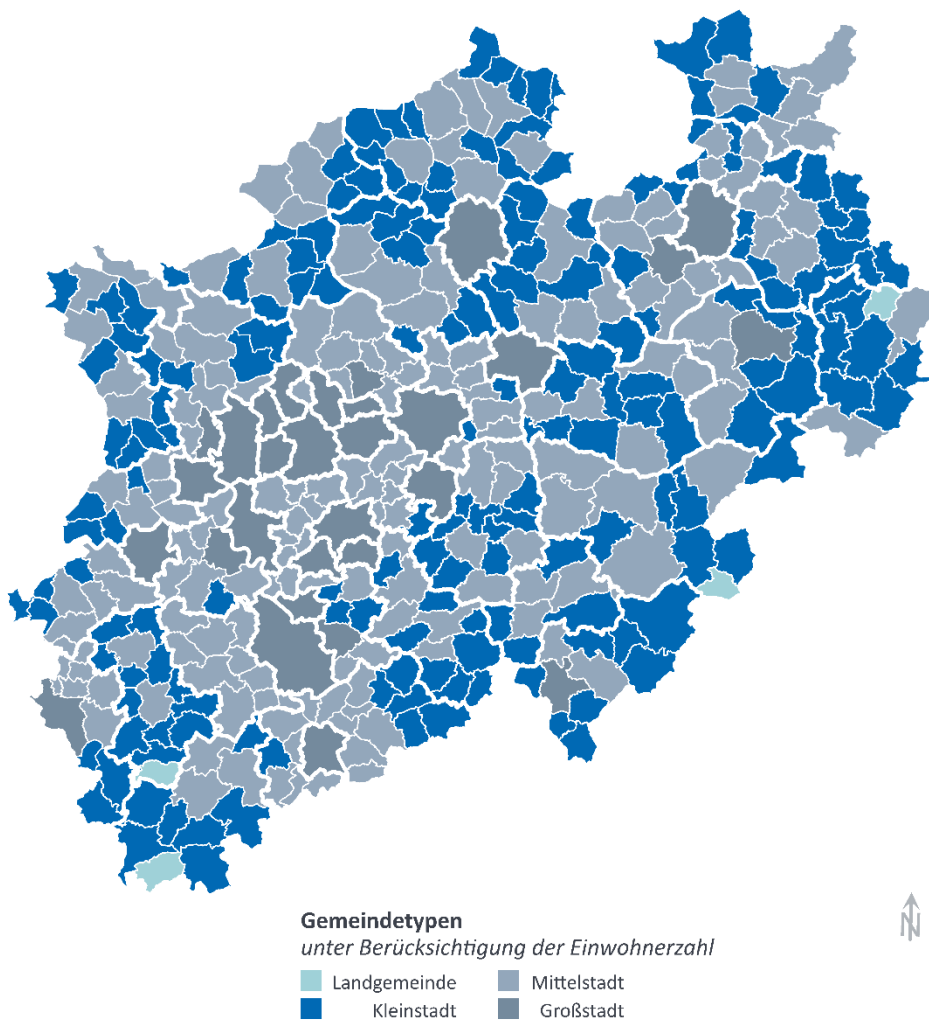 Gemeindetypen
unter Berücksichtigung der Einwohnerzahl
Landgemeinde Mittelstadt
Kleinstadt Großstadt
N